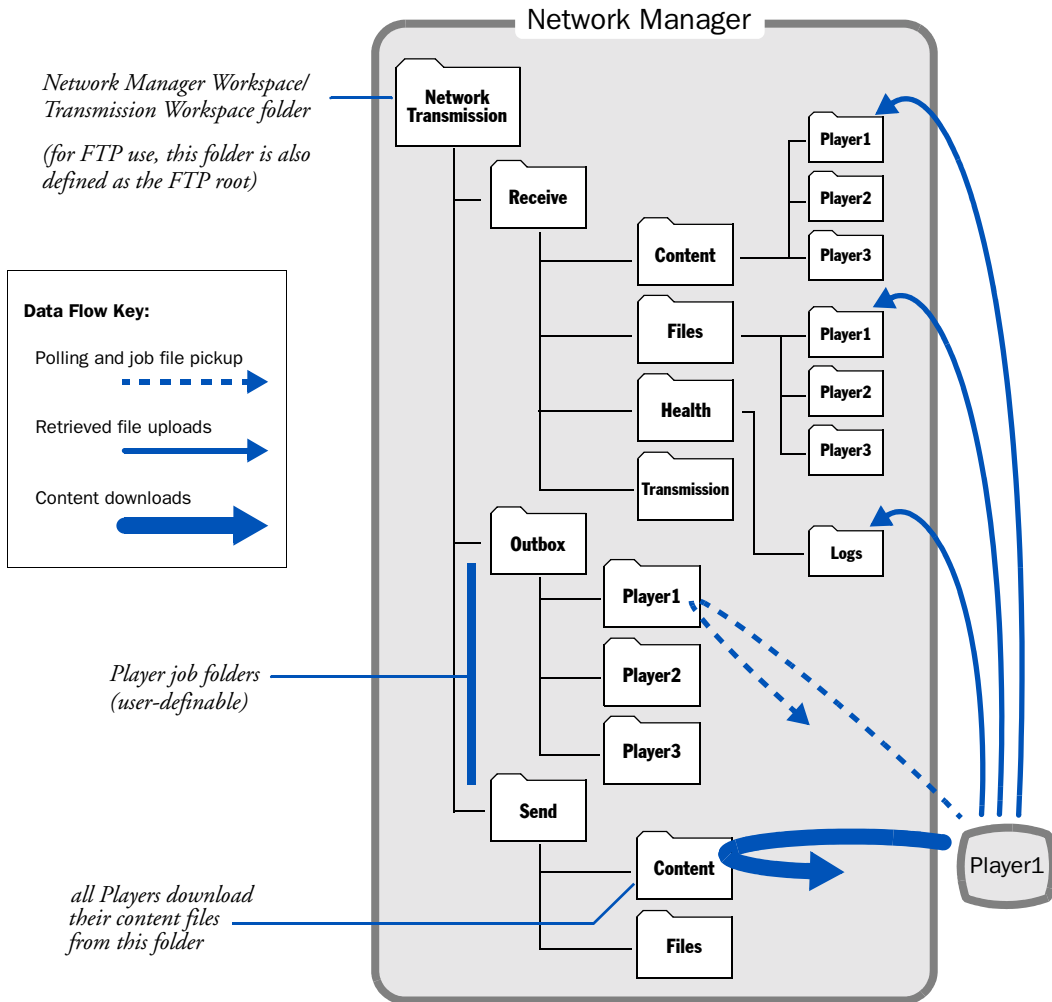 Network Manager
Network Manager Workspace/
Transmission Workspace folder
(for FTP use, this folder is also
defined as the FTP root)
Network
Transmission
Receive
Content
Player1
Player2
Player3
Files
Player1
Player2
Player3
Health
Transmission
Logs
Data Flow Key:
Polling and job file pickup
Retrieved file uploads
Content downloads
Outbox
Player1
Player2
Player3
Player job folders
(user-definable)
Send
Content
Files
all Players download
their content files
from this folder
Player1